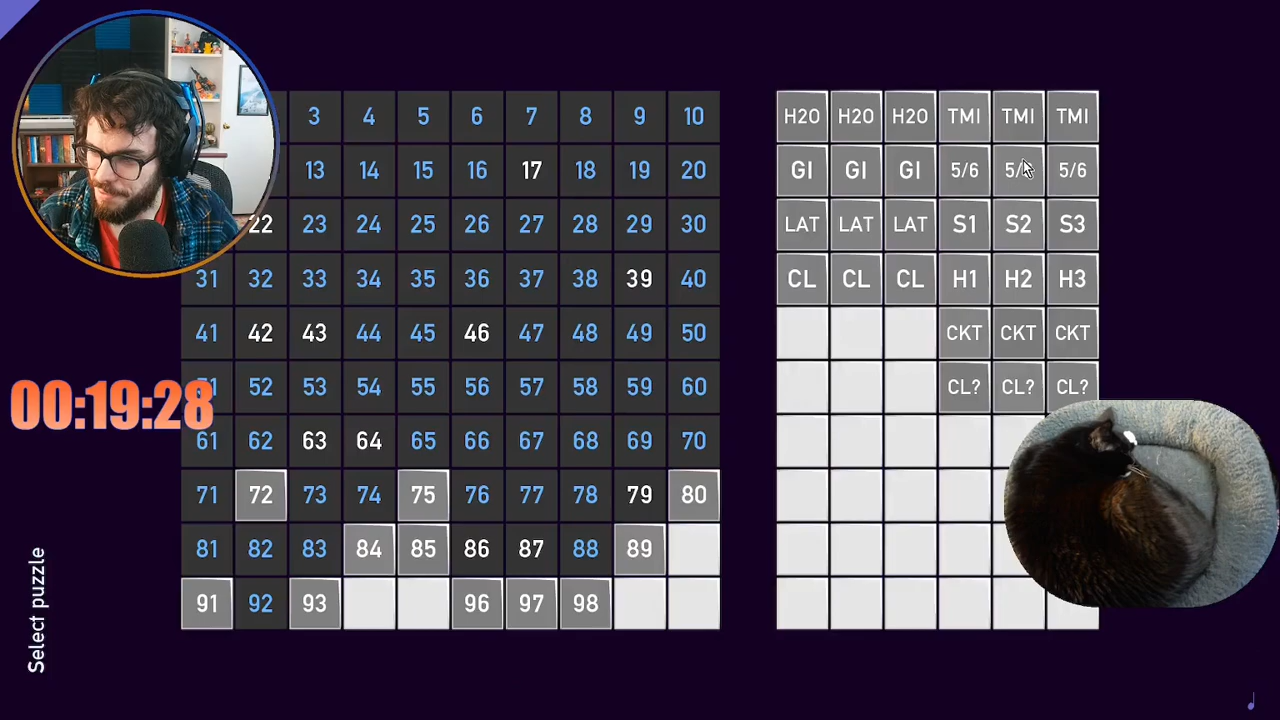 3 4 5 6 7 8 9 10 H2O H2O H2O TMI TMI TMI
13 14 15 16 17 18 19 20 GI GI GI 5/6 5/ 5/6
22 23 24 25 26 27 28 29 30 LAT LAT LAT S1 S2 S3
31 32 33 34 35 36 37 38 39 40 CL CL CL H1 H2 H3
41 42 43 44 45 46 47 48 49 50 CKT CKT CKT
52 53 54 55 56 57 58 59 60 CL? CL? CL?
00:19:28
61 62 63 64 65 66 67 68 69 70
71 72 73 74 75 76 77 78 79 80
81 82 83 84 85 86 87 88 89
91 92 93 96 97 98
Select puzzle